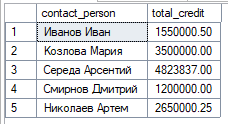 contact_person total_credit
1 Иванов Иван 1550000.50
2 Козлова Мария 3500000.00
3 Середа Арсентий 4823837.00
4 Смирнов Дмитрий 1200000.00
5 Николаев Артем 2650000.25